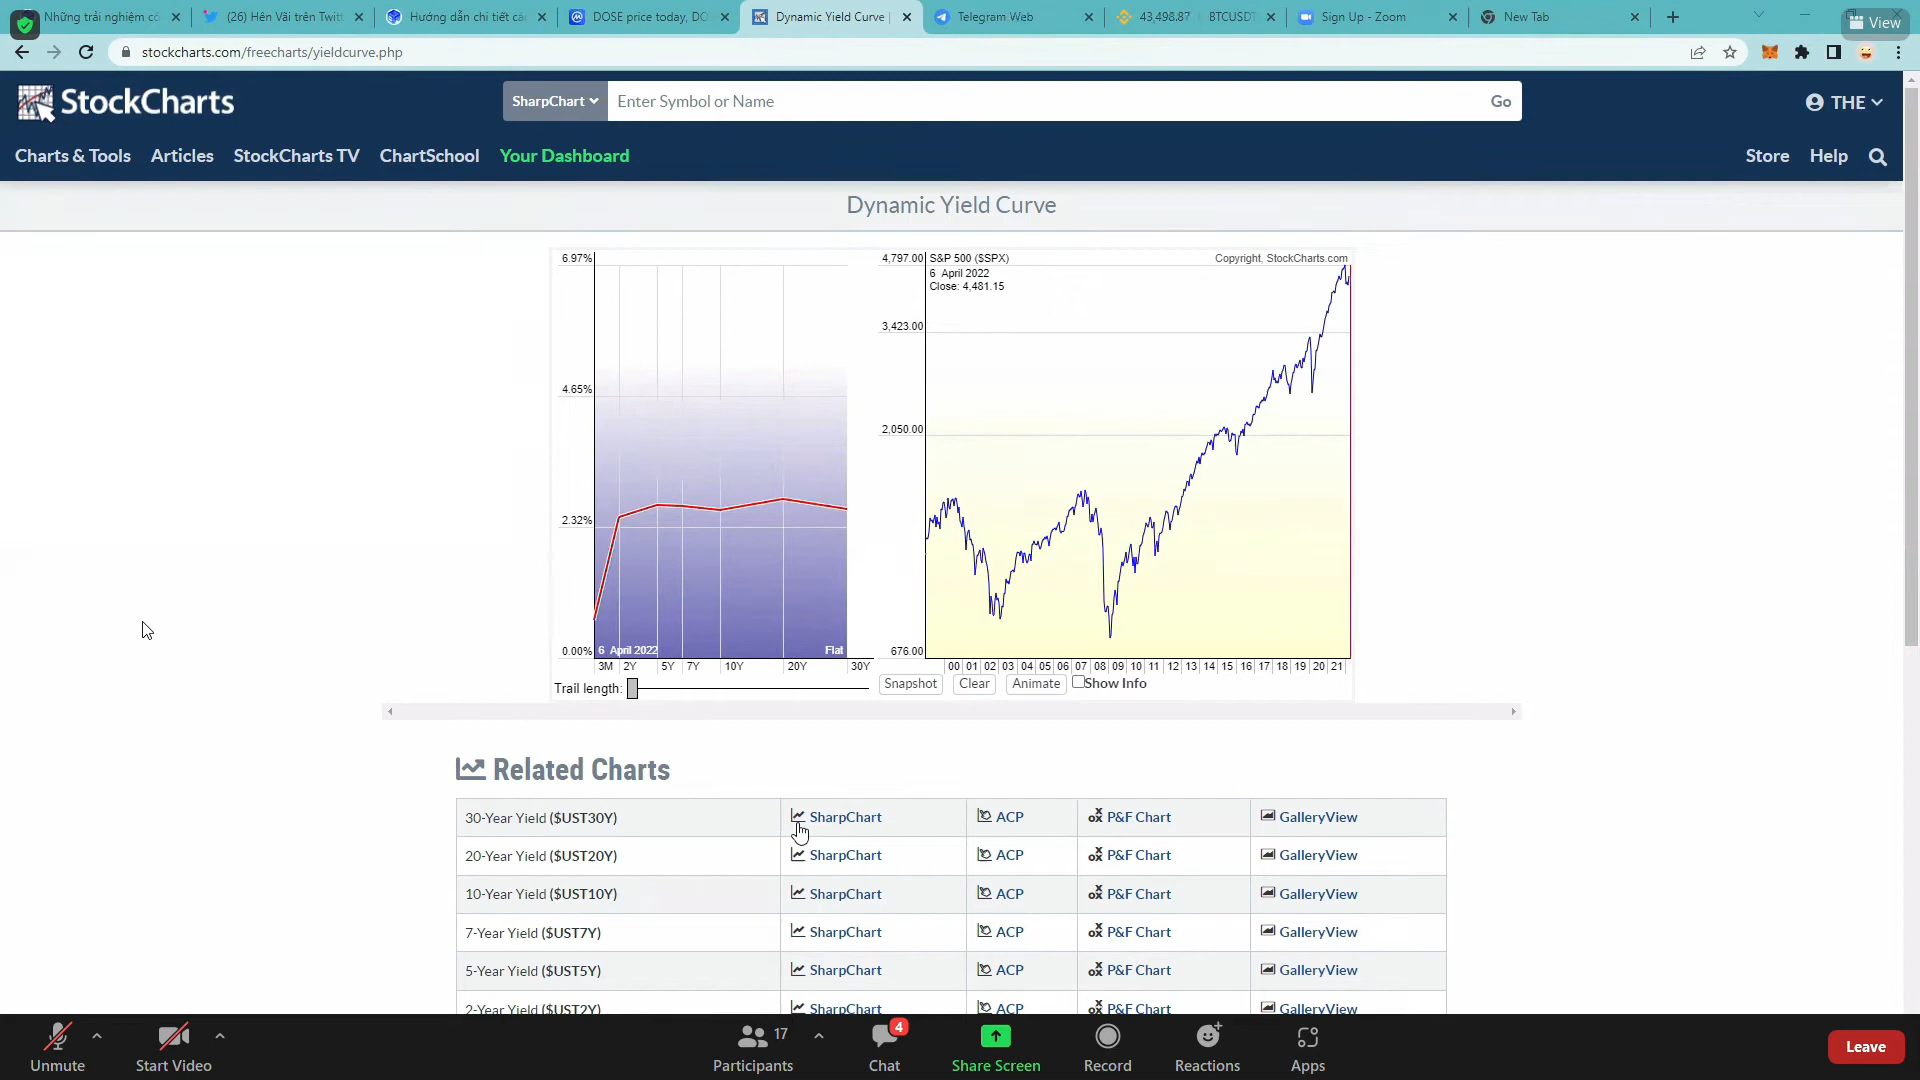 Những trải nghiệm có
(26) Hên Vãi trên Twitt
Hướng dẫn chi tiết cá
DOSE price today, DO
Dynamic Yield Curve
Telegram Web
43,498.87 | BTCUSDT
Sign Up - Zoom
New Tab
View
stockcharts.com/freecharts/yieldcurve.php
StockCharts
SharpChart
Enter Symbol or Name
Go
THE
Charts & Tools
Articles
StockCharts TV
ChartSchool
Your Dashboard
Store
Help
Dynamic Yield Curve
6.97%
4.65%
2.32%
0.00%
6 April 2022
Flat
3M
2Y
5Y
7Y
10Y
20Y
30Y
Trail length:
4,797.00
S&P 500 ($SPX)
Copyright, StockCharts.com
6 April 2022
Close: 4,481.15
3,423.00
2,050.00
676.00
00 01 02 03 04 05 06 07 08 09 10 11 12 13 14 15 16 17 18 19 20 21
Snapshot
Clear
Animate
Show Info
Related Charts
30-Year Yield ($UST30Y) SharpChart ACP P&F Chart GalleryView
20-Year Yield ($UST20Y) SharpChart ACP P&F Chart GalleryView
10-Year Yield ($UST10Y) SharpChart ACP P&F Chart GalleryView
7-Year Yield ($UST7Y) SharpChart ACP P&F Chart GalleryView
5-Year Yield ($UST5Y) SharpChart ACP P&F Chart GalleryView
2-Year Yield ($UST2Y) SharpChart ACP P&F Chart GalleryView
Unmute
Start Video
17
Participants
4
Chat
Share Screen
Record
Reactions
Apps
Leave